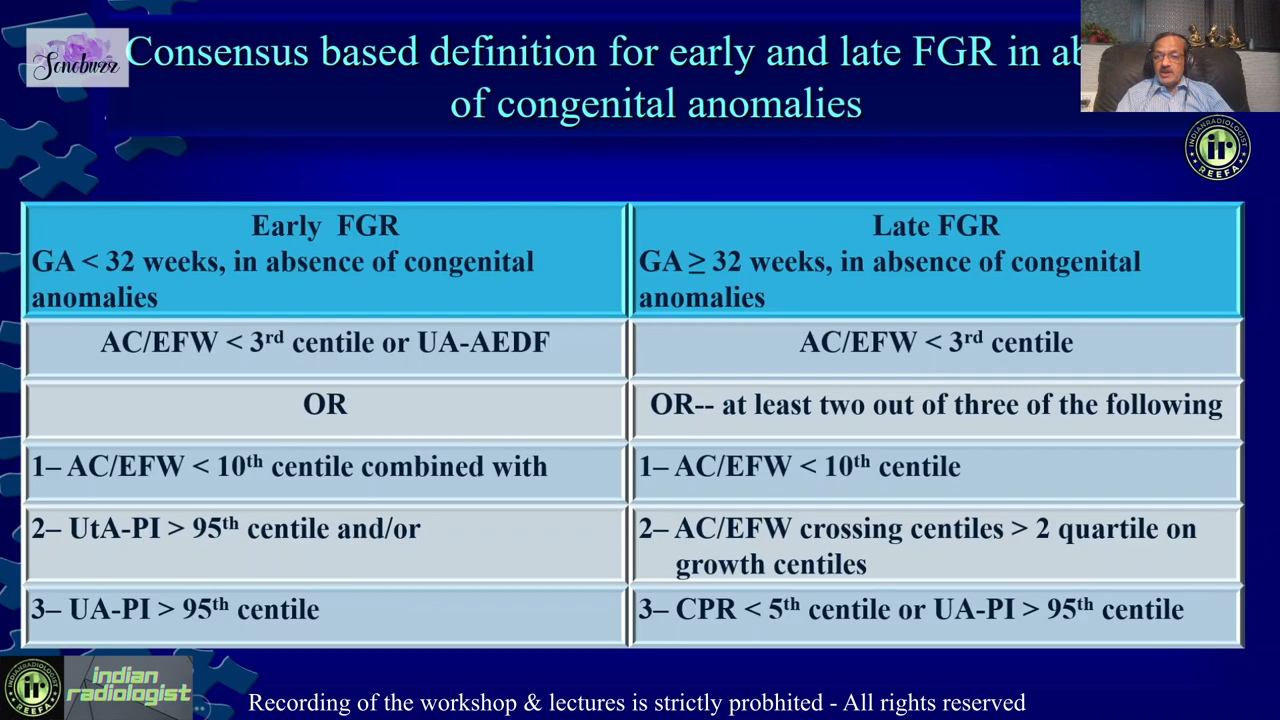 Sonobuzz
Consensus based definition for early and late FGR in ab
of congenital anomalies
INDIANRADIOLOGIST
ir
REEFA
Early FGR
GA < 32 weeks, in absence of congenital
anomalies
Late FGR
GA ≥ 32 weeks, in absence of congenital
anomalies
AC/EFW < 3rd centile or UA-AEDF
AC/EFW < 3rd centile
OR
OR-- at least two out of three of the following
1– AC/EFW < 10th centile combined with
1– AC/EFW < 10th centile
2– UtA-PI > 95th centile and/or
2– AC/EFW crossing centiles > 2 quartile on
growth centiles
3– UA-PI > 95th centile
3– CPR < 5th centile or UA-PI > 95th centile
ir
REEFA
indian
radiologist
Recording of the workshop & lectures is strictly probhited - All rights reserved